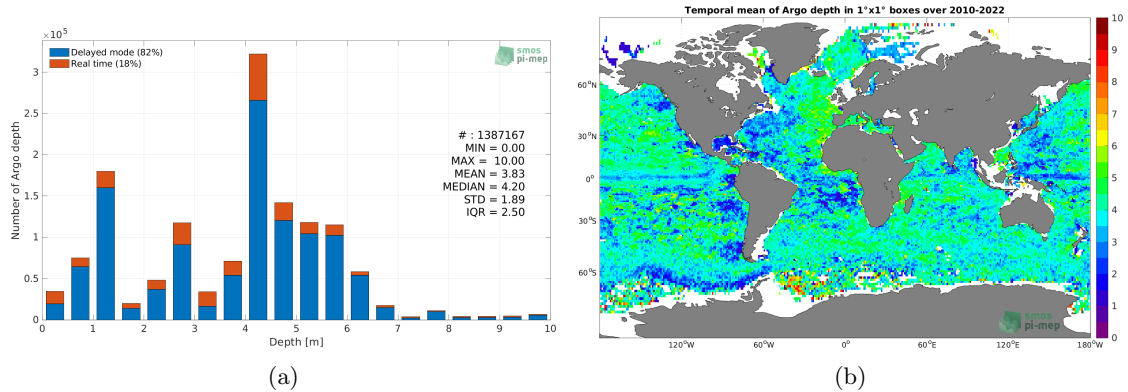 ×10⁵
Delayed mode (82%)
Real time (18%)
smos
pi-mep
Number of Argo depth
3
2.5
2
1.5
1
0.5
0
# : 1387167
MIN = 0.00
MAX = 10.00
MEAN = 3.83
MEDIAN = 4.20
STD = 1.89
IQR = 2.50
0 1 2 3 4 5 6 7 8 9 10
Depth [m]
(a)
Temporal mean of Argo depth in 1°x1° boxes over 2010-2022
60°N
30°N
0°
30°S
60°S
120°W 60°W 0° 60°E 120°E 180°W
smos
pi-mep
10
9
8
7
6
5
4
3
2
1
0
(b)